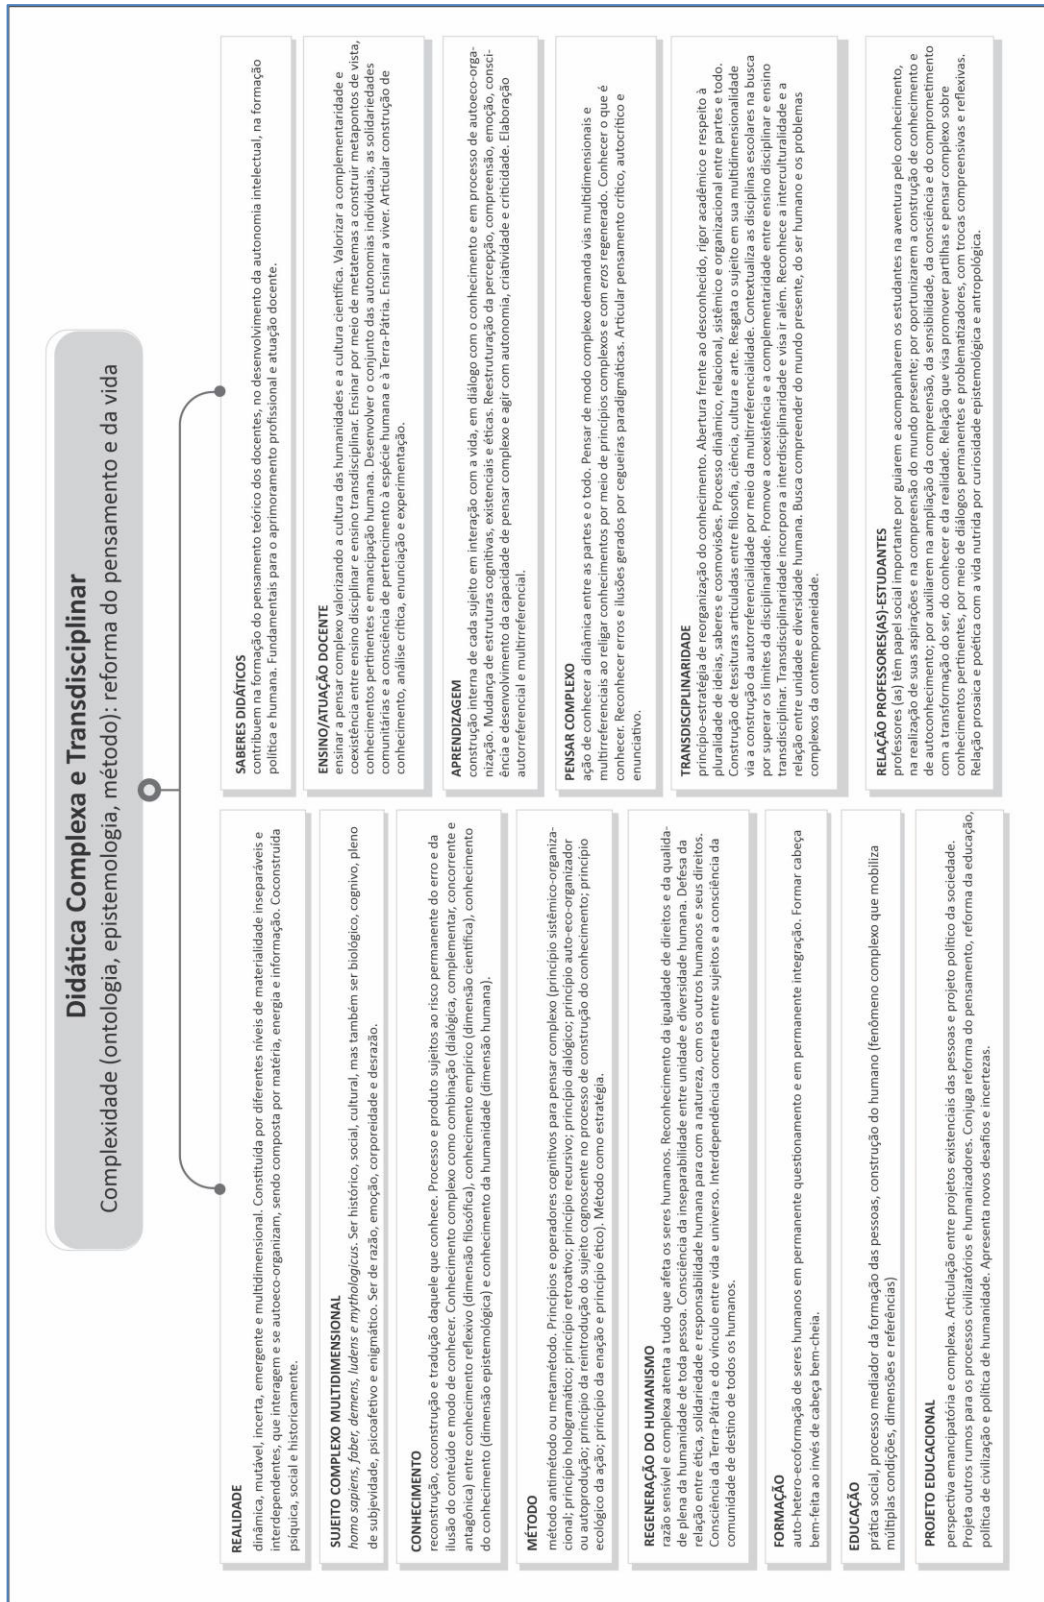 Didática Complexa e Transdisciplinar
Complexidade (ontologia, epistemologia, método): reforma do pensamento e da vida
REALIDADE
dinâmica, mutável, incerta, emergente e multidimensional. Constituída por diferentes níveis de materialidade inseparáveis e
interdependentes, que interagem e se autoeco-organizam, sendo composta por matéria, energia e informação. Coconstruída
psíquica, social e historicamente.
SUJEITO COMPLEXO MULTIDIMENSIONAL
homo sapiens, faber, demens, ludens e mythologicus. Ser histórico, social, cultural, mas também ser biológico, cognivo, pleno
de subjevidade, psicoafetivo e enigmático. Ser de razão, emoção, corporeidade e desrazão.
CONHECIMENTO
reconstrução, coconstrução e tradução daquele que conhece. Processo e produto sujeitos ao risco permanente do erro e da
ilusão do conteúdo e modo de conhecer. Conhecimento complexo como combinação (dialógica, complementar, concorrente e
antagônica) entre conhecimento reflexivo (dimensão filosófica), conhecimento empírico (dimensão científica), conhecimento
do conhecimento (dimensão epistemológica) e conhecimento da humanidade (dimensão humana).
MÉTODO
método antimétodo ou metamétodo. Princípios e operadores cognitivos para pensar complexo (princípio sistêmico-organiza-
cional; princípio hologramático; princípio retroativo; princípio recursivo; princípio dialógico; princípio auto-eco-organizador
ou autoprodução; princípio da reintrodução do sujeito cognoscente no processo de construção do conhecimento; princípio
ecológico da ação; princípio da enação e princípio ético). Método como estratégia.
REGENERAÇÃO DO HUMANISMO
razão sensível e complexa atenta a tudo que afeta os seres humanos. Reconhecimento da igualdade de direitos e da qualida-
de plena da humanidade de toda pessoa. Consciência da inseparabilidade entre unidade e diversidade humana. Defesa da
relação entre ética, solidariedade e responsabilidade humana para com a natureza, com os outros humanos e seus direitos.
Consciência da Terra-Pátria e do vínculo entre vida e universo. Interdependência concreta entre sujeitos e a consciência da
comunidade de destino de todos os humanos.
FORMAÇÃO
auto-hetero-ecoformação de seres humanos em permanente questionamento e em permanente integração. Formar cabeça
bem-feita ao invés de cabeça bem-cheia.
EDUCAÇÃO
prática social, processo mediador da formação das pessoas, construção do humano (fenômeno complexo que mobiliza
múltiplas condições, dimensões e referências)
PROJETO EDUCACIONAL
perspectiva emancipatória e complexa. Articulação entre projetos existenciais das pessoas e projeto político da sociedade.
Projeta outros rumos para os processos civilizatórios e humanizadores. Conjuga reforma do pensamento, reforma da educação,
política de civilização e política de humanidade. Apresenta novos desafios e incertezas.
SABERES DIDÁTICOS
contribuem na formação do pensamento teórico dos docentes, no desenvolvimento da autonomia intelectual, na formação
política e humana. Fundamentais para o aprimoramento profissional e atuação docente.
ENSINO/ATUAÇÃO DOCENTE
ensinar a pensar complexo valorizando a cultura das humanidades e a cultura científica. Valorizar a complementaridade e
coexistência entre ensino disciplinar e ensino transdisciplinar. Ensinar por meio de metatemas a construir metapontos de vista,
conhecimentos pertinentes e emancipação humana. Desenvolver o conjunto das autonomias individuais, as solidariedades
comunitárias e a consciência de pertencimento à espécie humana e à Terra-Pátria. Ensinar a viver. Articular construção de
conhecimento, análise crítica, enunciação e experimentação.
APRENDIZAGEM
construção interna de cada sujeito em interação com a vida, em diálogo com o conhecimento e em processo de autoeco-orga-
nização. Mudança de estruturas cognitivas, existenciais e éticas. Reestruturação da percepção, compreensão, emoção, consci-
ência e desenvolvimento da capacidade de pensar complexo e agir com autonomia, criatividade e criticidade. Elaboração
autorreferencial e multirreferencial.
PENSAR COMPLEXO
ação de conhecer a dinâmica entre as partes e o todo. Pensar de modo complexo demanda vias multidimensionais e
multirreferenciais ao religar conhecimentos por meio de princípios complexos e com eros regenerado. Conhecer o que é
conhecer. Reconhecer erros e ilusões gerados por cegueiras paradigmáticas. Articular pensamento crítico, autocrítico e
enunciativo.
TRANSDISCIPLINARIDADE
princípio-estratégia de reorganização do conhecimento. Abertura frente ao desconhecido, rigor acadêmico e respeito à
pluralidade de ideias, saberes e cosmovisões. Processo dinâmico, relacional, sistêmico e organizacional entre partes e todo.
Construção de tessituras articuladas entre filosofia, ciência, cultura e arte. Resgata o sujeito em sua multidimensionalidade
via a construção da autorreferencialidade por meio da multirreferencialidade. Contextualiza as disciplinas escolares na busca
por superar os limites da disciplinaridade. Promove a coexistência e a complementaridade entre ensino disciplinar e ensino
transdisciplinar. Transdisciplinaridade incorpora a interdisciplinaridade e visa ir além. Reconhece a interculturalidade e a
relação entre unidade e diversidade humana. Busca compreender do mundo presente, do ser humano e os problemas
complexos da contemporaneidade.
RELAÇÃO PROFESSORES(AS)-ESTUDANTES
professores (as) têm papel social importante por guiarem e acompanharem os estudantes na aventura pelo conhecimento,
na realização de suas aspirações e na compreensão do mundo presente; por oportunizarem a construção de conhecimento e
de autoconhecimento; por auxiliarem na ampliação da compreensão, da sensibilidade, da consciência e do comprometimento
com a transformação do ser, do conhecer e da realidade. Relação que visa promover partilhas e pensar complexo sobre
conhecimentos pertinentes, por meio de diálogos permanentes e problematizadores, com trocas compreensivas e reflexivas.
Relação prosaica e poética com a vida nutrida por curiosidade epistemológica e antropológica.